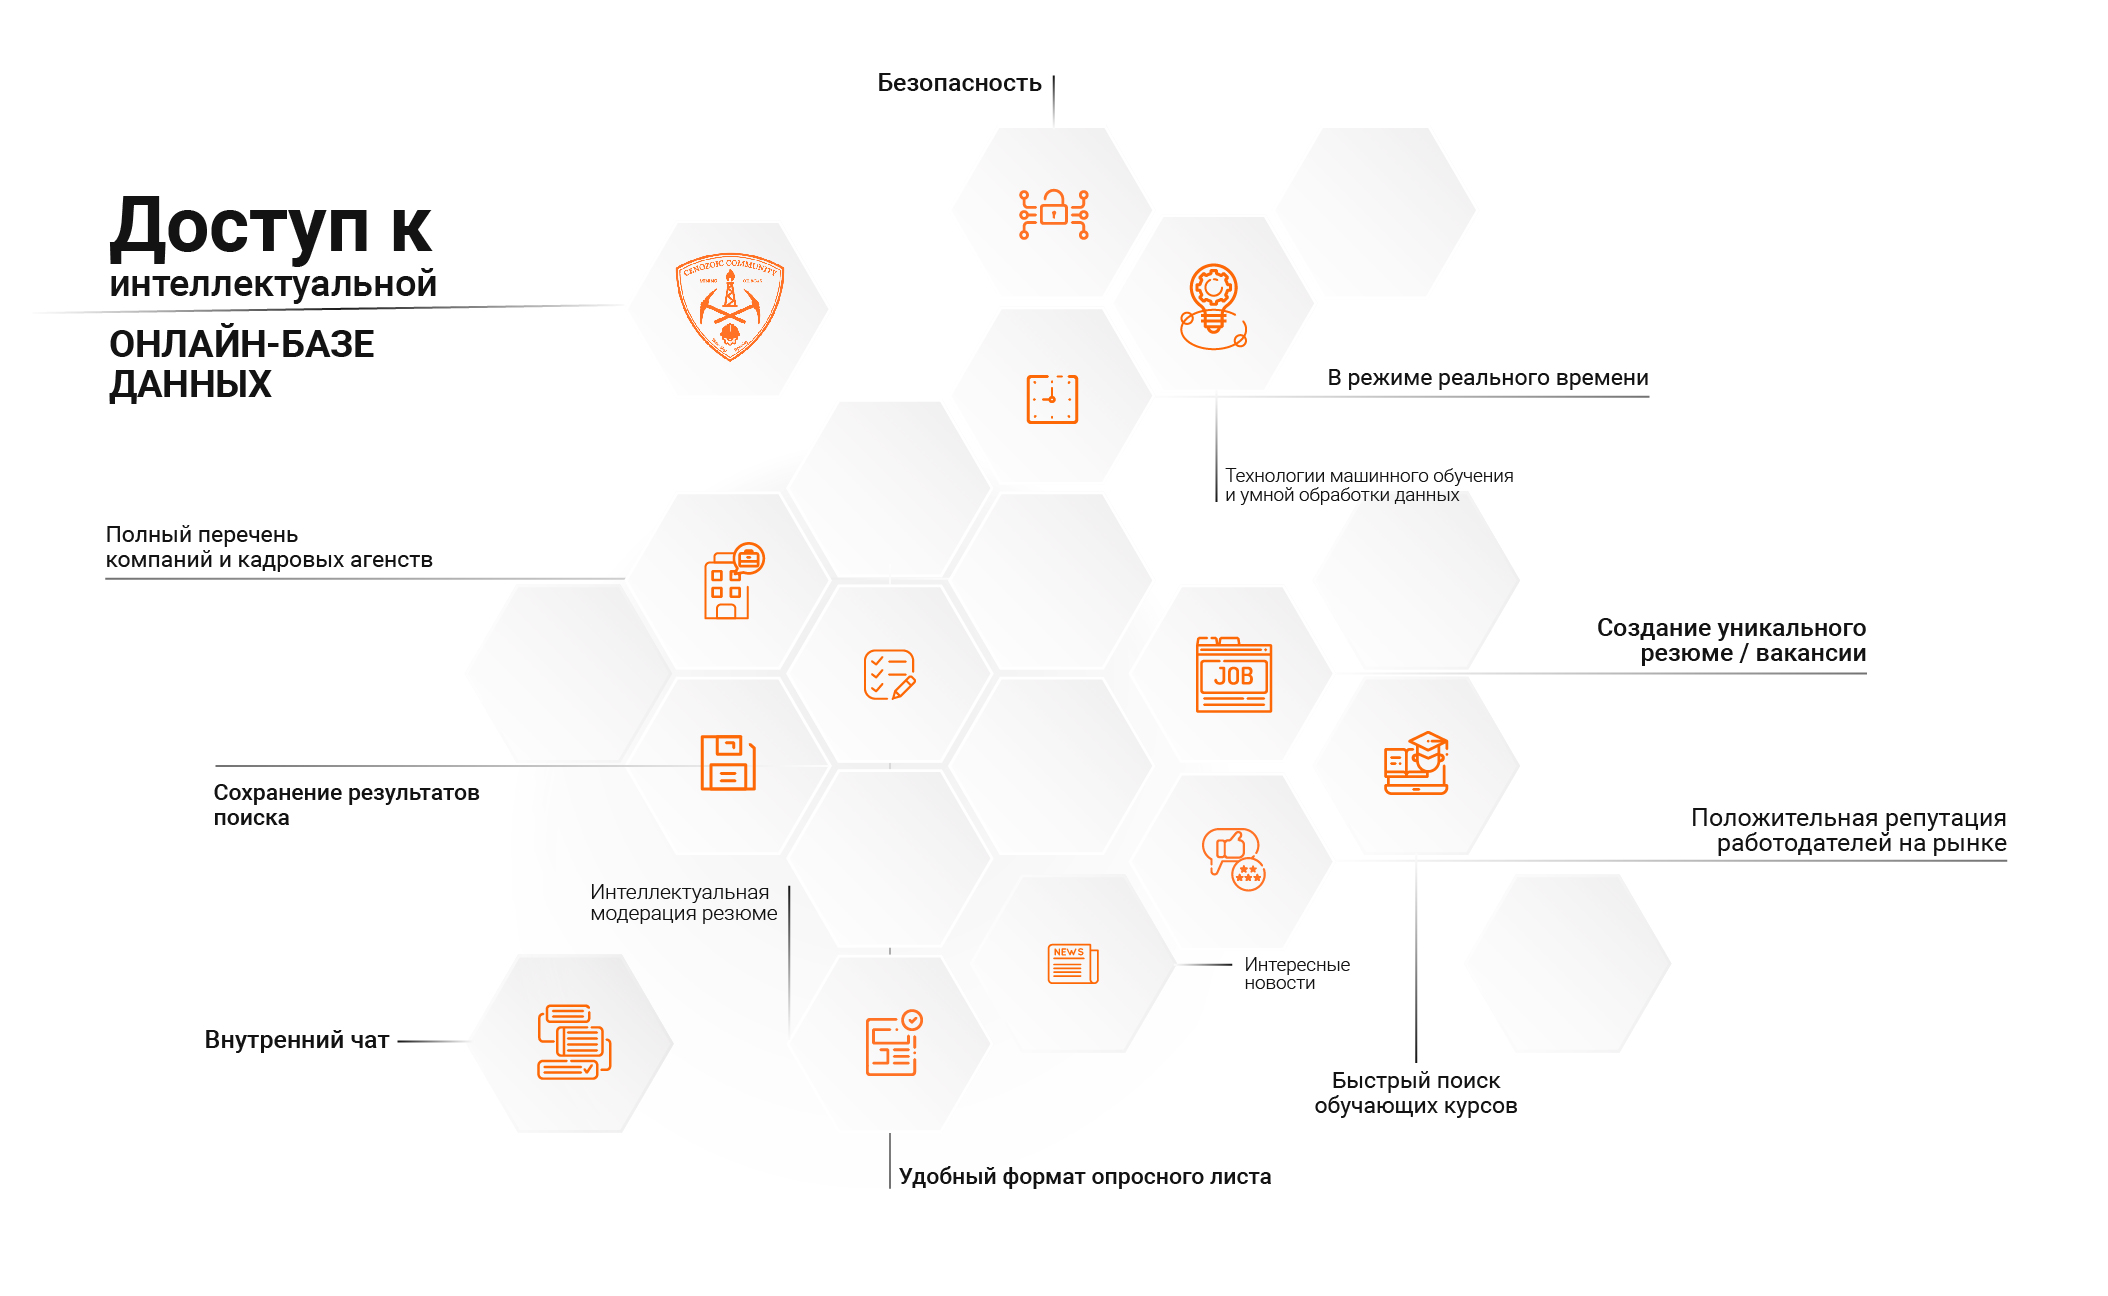 Безопасность
Доступ к
интеллектуальной
ОНЛАЙН-БАЗЕ
ДАННЫХ
CENOZOIC COMMUNITY
В режиме реального времени
Технологии машинного обучения
и умной обработки данных
Полный перечень
компаний и кадровых агенств
Создание уникального
резюме / вакансии
JOB
Сохранение результатов
поиска
Положительная репутация
работодателей на рынке
Интеллектуальная
модерация резюме
NEWS
Интересные
новости
Внутренний чат
Быстрый поиск
обучающих курсов
Удобный формат опросного листа